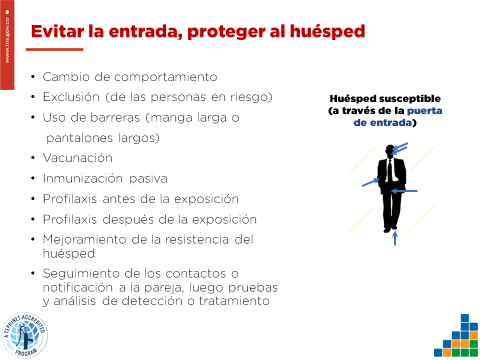 www.ins.gov.co
Evitar la entrada, proteger al huésped
• Cambio de comportamiento
• Exclusión (de las personas en riesgo)
• Uso de barreras (manga larga o
pantalones largos)
• Vacunación
• Inmunización pasiva
• Profilaxis antes de la exposición
• Profilaxis después de la exposición
• Mejoramiento de la resistencia del
huésped
• Seguimiento de los contactos o
notificación a la pareja, luego pruebas
y análisis de detección o tratamiento
Huésped susceptible
(a través de la puerta
de entrada)
A TEPHINET ACCREDITED
PROGRAM